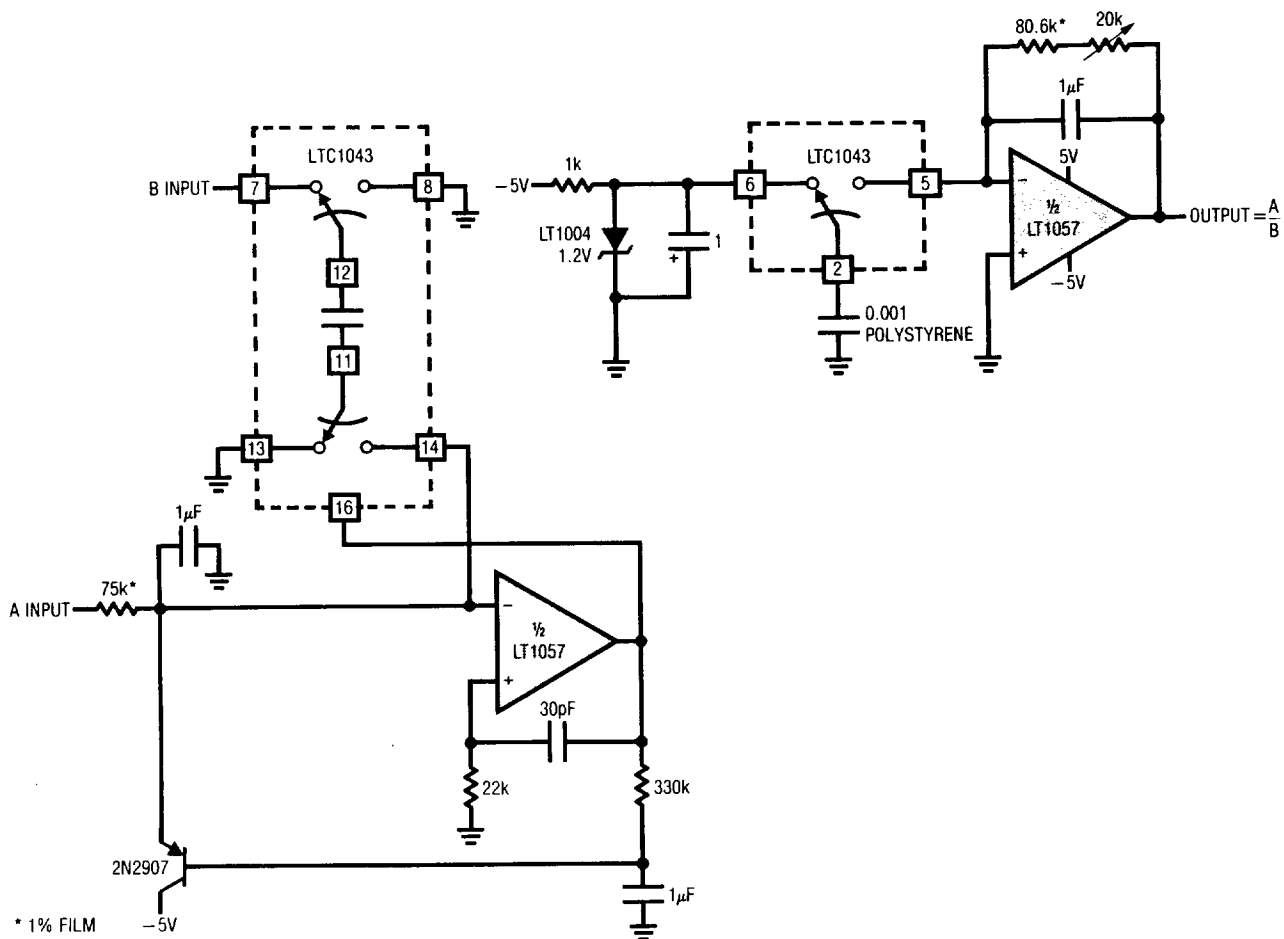 80.6k* 20k
1μF
LTC1043
B INPUT 7 8
12
11
13 14
16
-5V 1k
LT1004
1.2V
1
+
6 LTC1043 5
2
0.001
POLYSTYRENE
5V
-
½
LT1057
+
-5V
OUTPUT = A/B
1μF
75k*
A INPUT
-
½
LT1057
+
30pF
22k
330k
2N2907
1μF
-5V
* 1% FILM